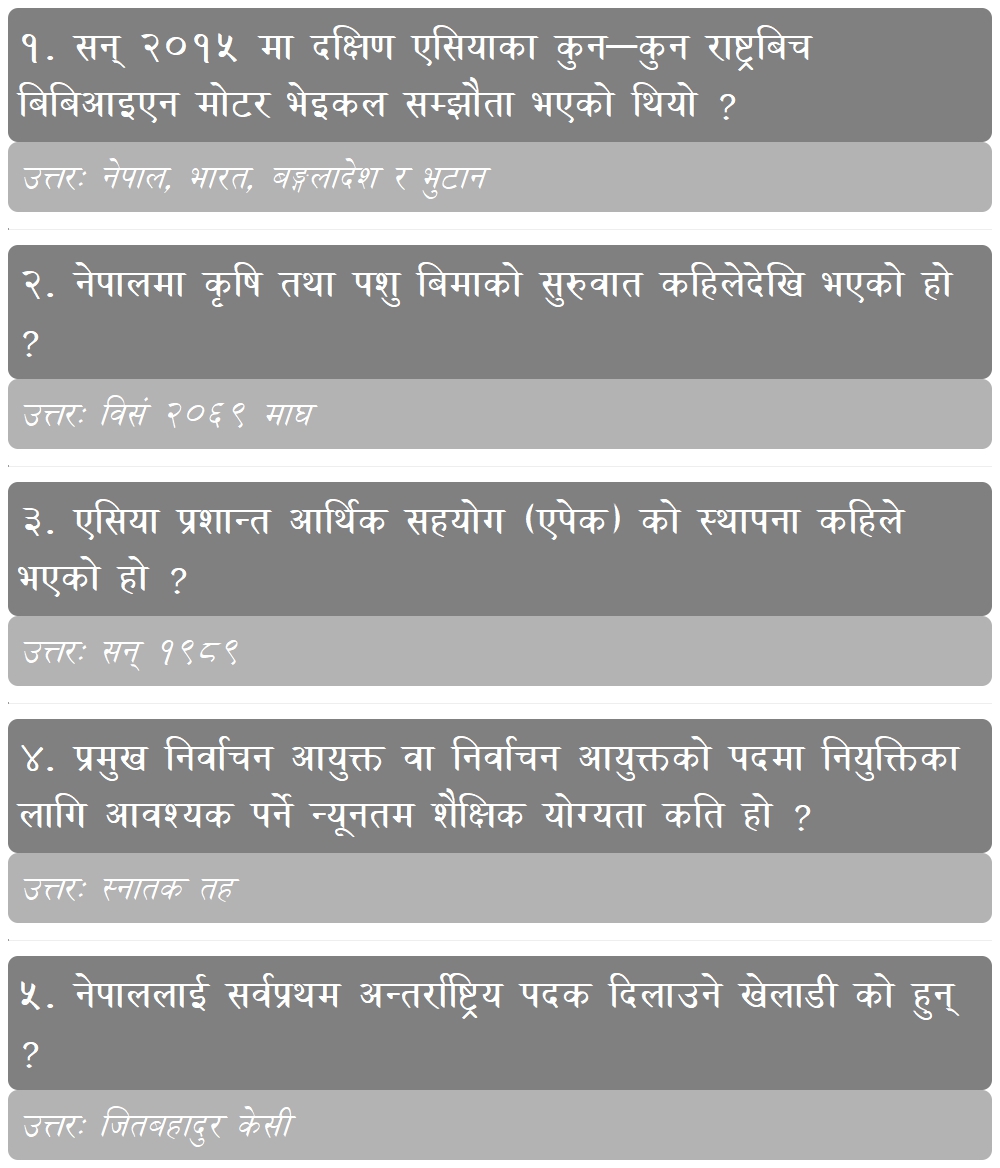 १. सन् २०१५ मा दक्षिण एसियाका कुन–कुन राष्ट्रबिच
बिबिआइएन मोटर भेइकल सम्झौता भएको थियो ?
उत्तरः नेपाल, भारत, बङ्गलादेश र भुटान
२. नेपालमा कृषि तथा पशु बिमाको सुरुवात कहिलेदेखि भएको हो
?
उत्तरः विसं २०६९ माघ
३. एसिया प्रशान्त आर्थिक सहयोग (एपेक) को स्थापना कहिले
भएको हो ?
उत्तरः सन् १९८९
४. प्रमुख निर्वाचन आयुक्त वा निर्वाचन आयुक्तको पदमा नियुक्तिका
लागि आवश्यक पर्ने न्यूनतम शैक्षिक योग्यता कति हो ?
उत्तरः स्नातक तह
५. नेपाललाई सर्वप्रथम अन्तर्राष्ट्रिय पदक दिलाउने खेलाडी को हुन्
?
उत्तरः जितबहादुर केसी